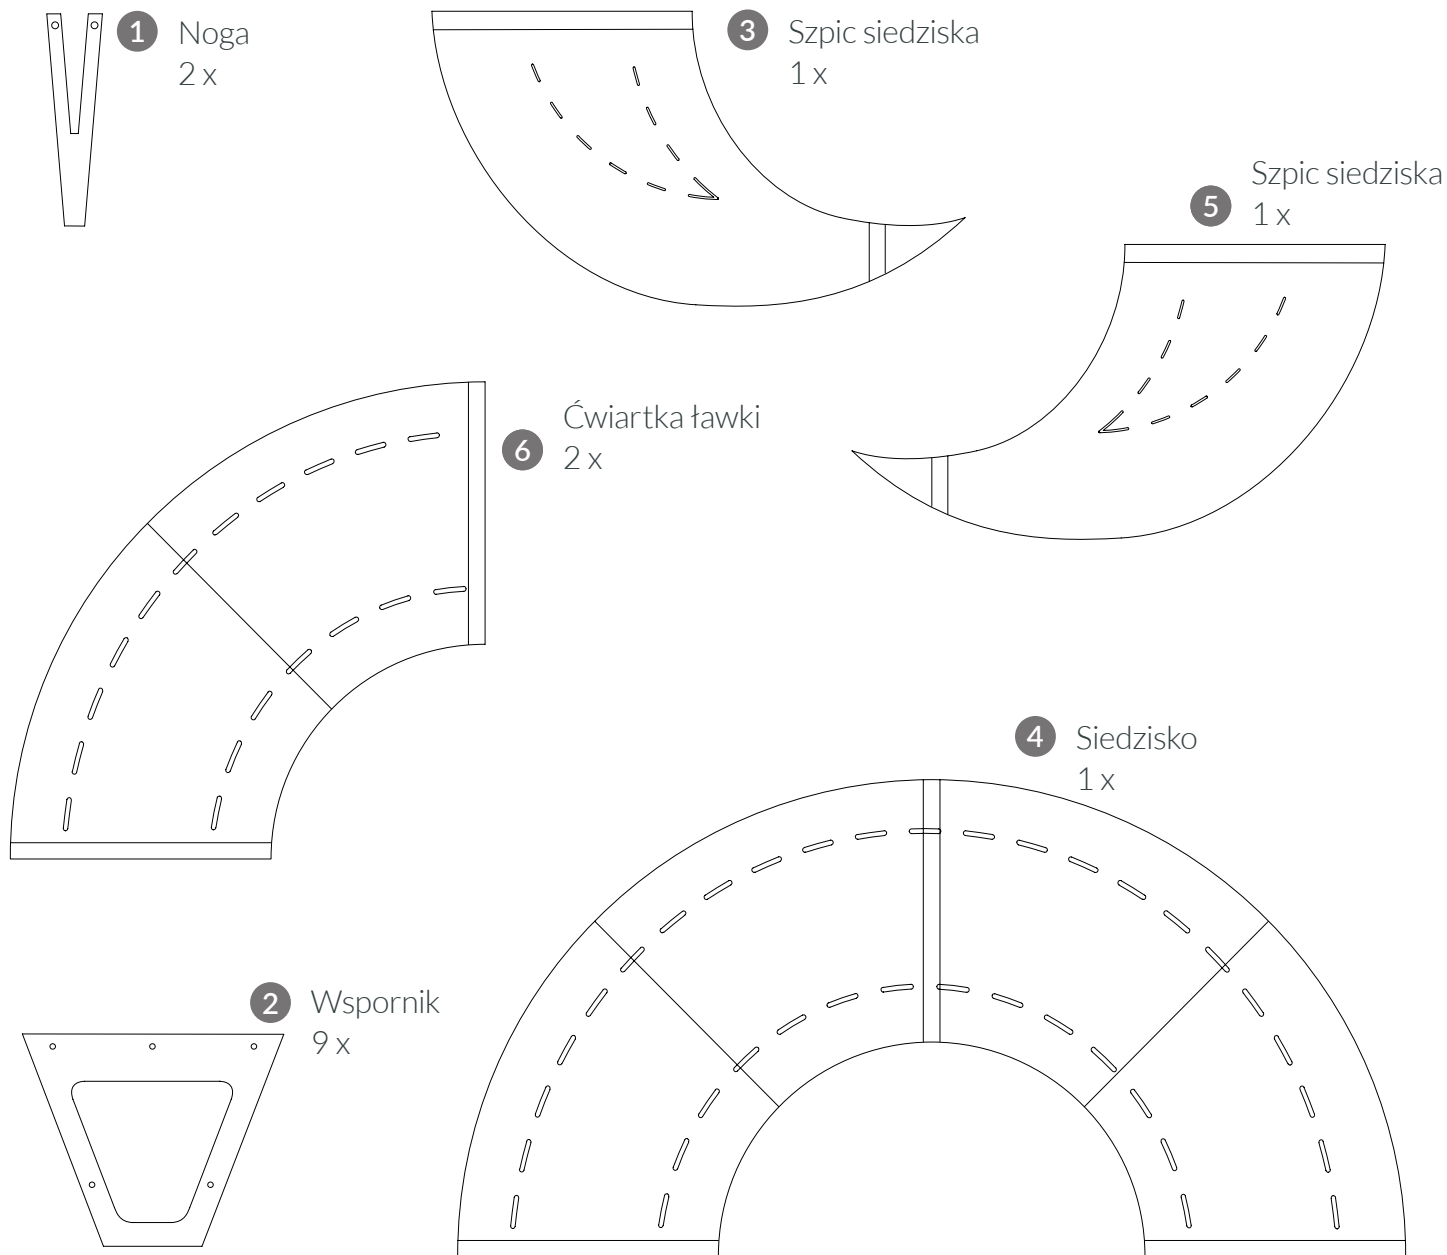 1 Noga
2 x
3 Szpic siedziska
1 x
5 Szpic siedziska
1 x
6 Ćwiartka ławki
2 x
4 Siedzisko
1 x
2 Wspornik
9 x